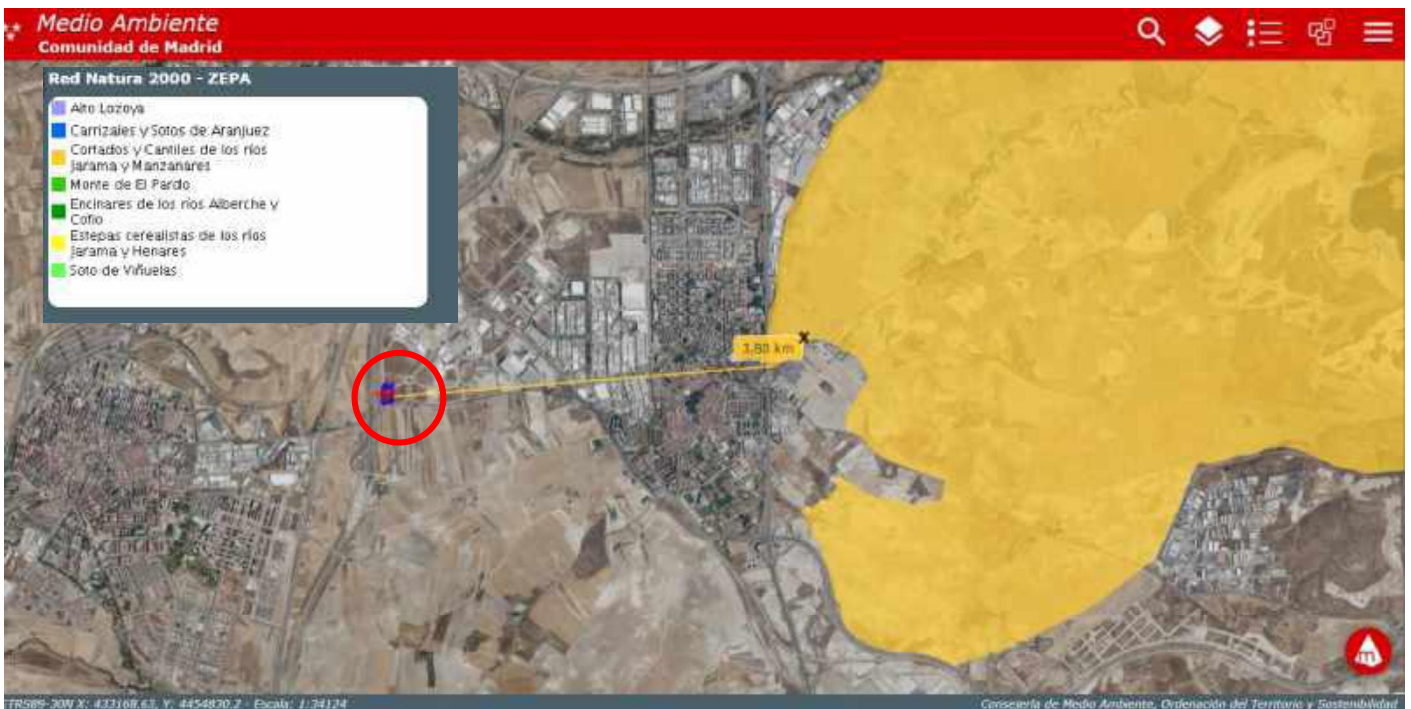 Medio Ambiente
Comunidad de Madrid
Red Natura 2000 - ZEPA
Alto Lozoya
Carrizales y Sotos de Aranjuez
Cortados y Cantiles de los ríos
Jarama y Manzanares
Monte de El Pardo
Encinares de los ríos Alberche y
Cofio
Estepas cerealistas de los ríos
Jarama y Henares
Soto de Viñuelas
3,80 km
x
ETRS89-30N X: 433168.63, Y: 4454830.2 - Escala: 1:34124
Consejería de Medio Ambiente, Ordenación del Territorio y Sostenibilidad